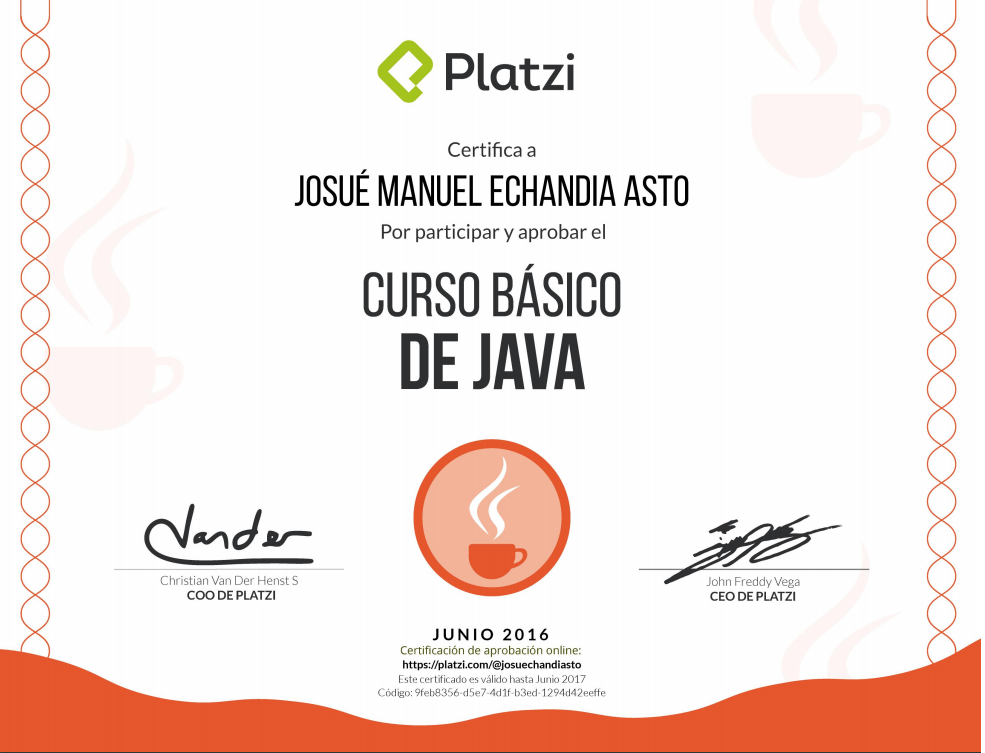 Platzi
Certifica a
JOSUÉ MANUEL ECHANDIA ASTO
Por participar y aprobar el
CURSO BÁSICO
DE JAVA
Vander
Christian Van Der Henst S
COO DE PLATZI
John Freddy Vega
CEO DE PLATZI
JUNIO 2016
Certificación de aprobación online:
https://platzi.com/@josuechandiasto
Este certificado es válido hasta Junio 2017
Código: 9feb8356-d5e7-4d1f-b3ed-1294d42eeffe